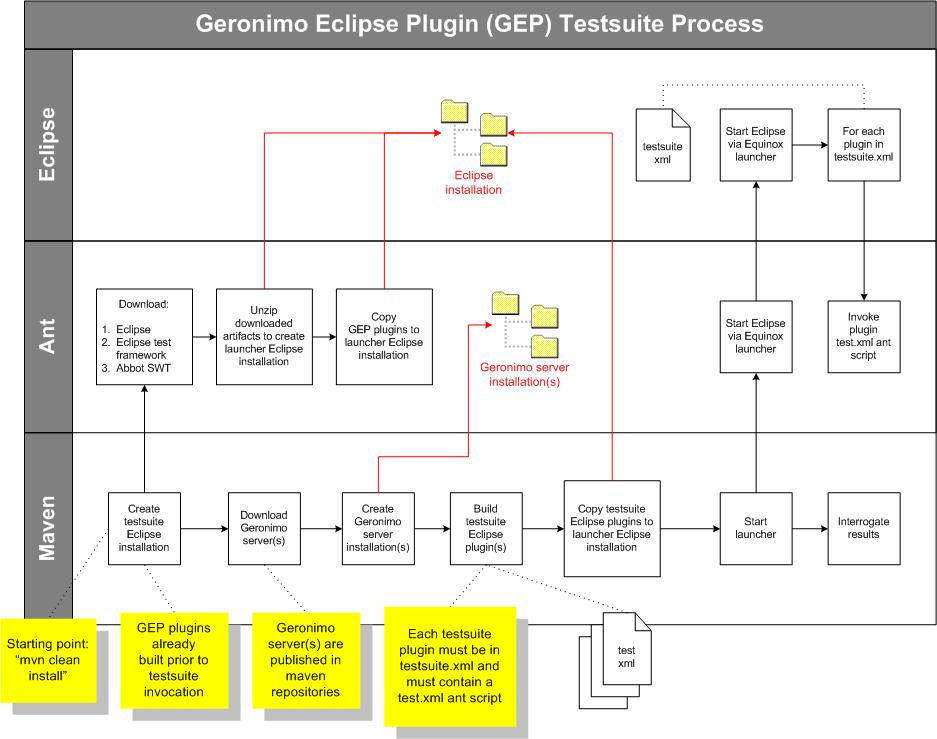 Geronimo Eclipse Plugin (GEP) Testsuite Process
Eclipse
Eclipse
installation
testsuite
xml
Start Eclipse
via Equinox
launcher
For each
plugin in
testsuite.xml
Ant
Download:
1. Eclipse
2. Eclipse test
framework
3. Abbot SWT
Unzip
downloaded
artifacts to create
launcher Eclipse
installation
Copy
GEP plugins to
launcher Eclipse
installation
Geronimo server
installation(s)
Start Eclipse
via Equinox
launcher
Invoke
plugin
test.xml ant
script
Maven
Create
testsuite
Eclipse
installation
Download
Geronimo
server(s)
Create
Geronimo
server
installation(s)
Build
testsuite
Eclipse
plugin(s)
Copy testsuite
Eclipse plugins to
launcher Eclipse
installation
Start
launcher
Interrogate
results
Starting point:
“mvn clean
install”
GEP plugins
already
built prior to
testsuite
invocation
Geronimo
server(s) are
published in
maven
repositories
Each testsuite
plugin must be in
testsuite.xml and
must contain a
test.xml ant script
test
xml